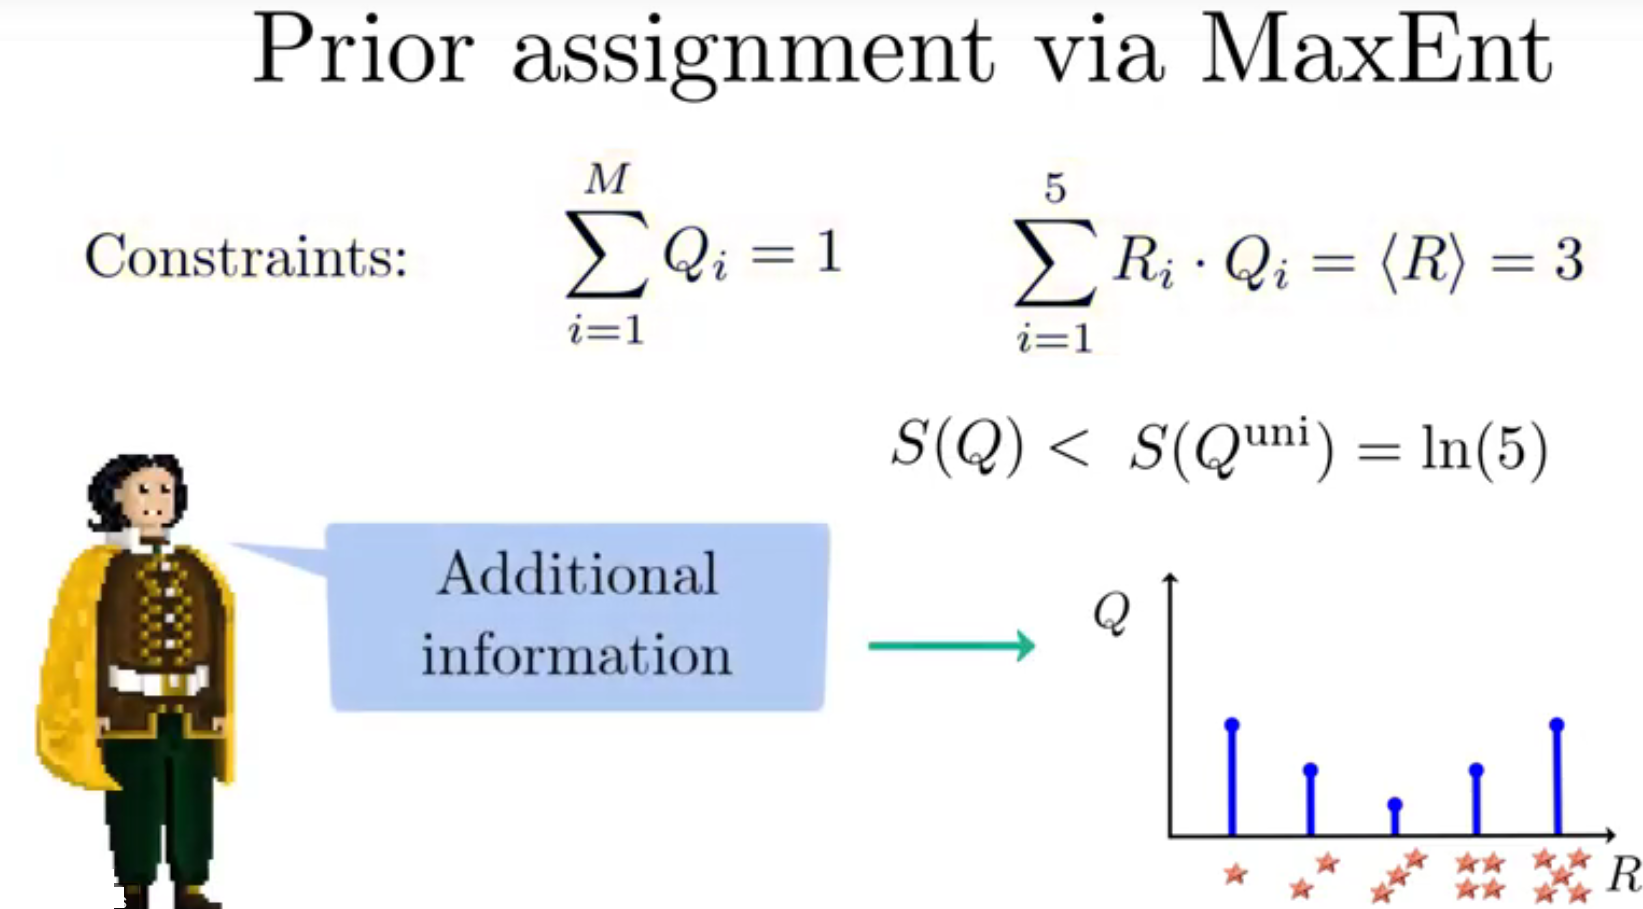 Prior assignment via MaxEnt
Constraints: \sum_{i=1}^{M} Q_i = 1 \sum_{i=1}^{5} R_i \cdot Q_i = \langle R \rangle = 3
S(Q) < S(Q^{uni}) = ln(5)
Additional
information
Q
R